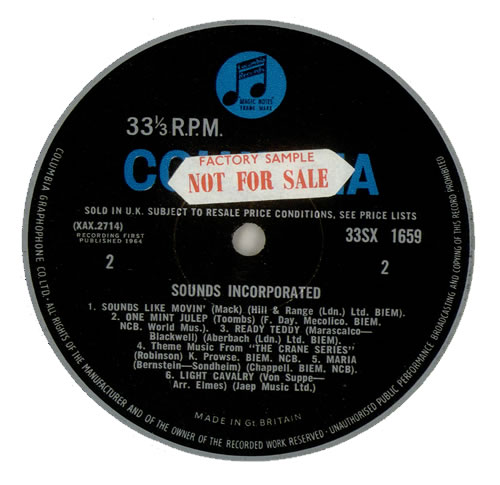 MAGIC NOTES
TRADE MARK
33⅓ R.P.M.
FACTORY SAMPLE
NOT FOR SALE
SOLD IN U.K. SUBJECT TO RESALE PRICE CONDITIONS, SEE PRICE LISTS
(XAX.2714)
RECORDING FIRST
PUBLISHED 1964
33SX 1659
2
2
SOUNDS INCORPORATED
1. SOUNDS LIKE MOVIN' (Mack) (Hill & Range (Ldn.) Ltd. BIEM).
2. ONE MINT JULEP (Toombs) (F. Day. Mecolico. BIEM.
NCB. World Mus.). 3. READY TEDDY (Marascalco—
Blackwell) (Aberbach (Ldn.) Ltd. BIEM).
4. Theme Music From "THE CRANE SERIES"
(Robinson) K. Prowse. BIEM. NCB. 5. MARIA
(Bernstein—Sondheim) (Chappell. BIEM. NCB).
6. LIGHT CAVALRY (Von Suppe—
Arr. Elmes) (Jaep Music Ltd.)
MADE IN Gt. BRITAIN
COLUMBIA GRAPHOPHONE CO. LTD. · ALL RIGHTS OF THE MANUFACTURER AND OF THE OWNER OF THE RECORDED WORK RESERVED · UNAUTHORISED PUBLIC PERFORMANCE BROADCASTING AND COPYING OF THIS RECORD PROHIBITED